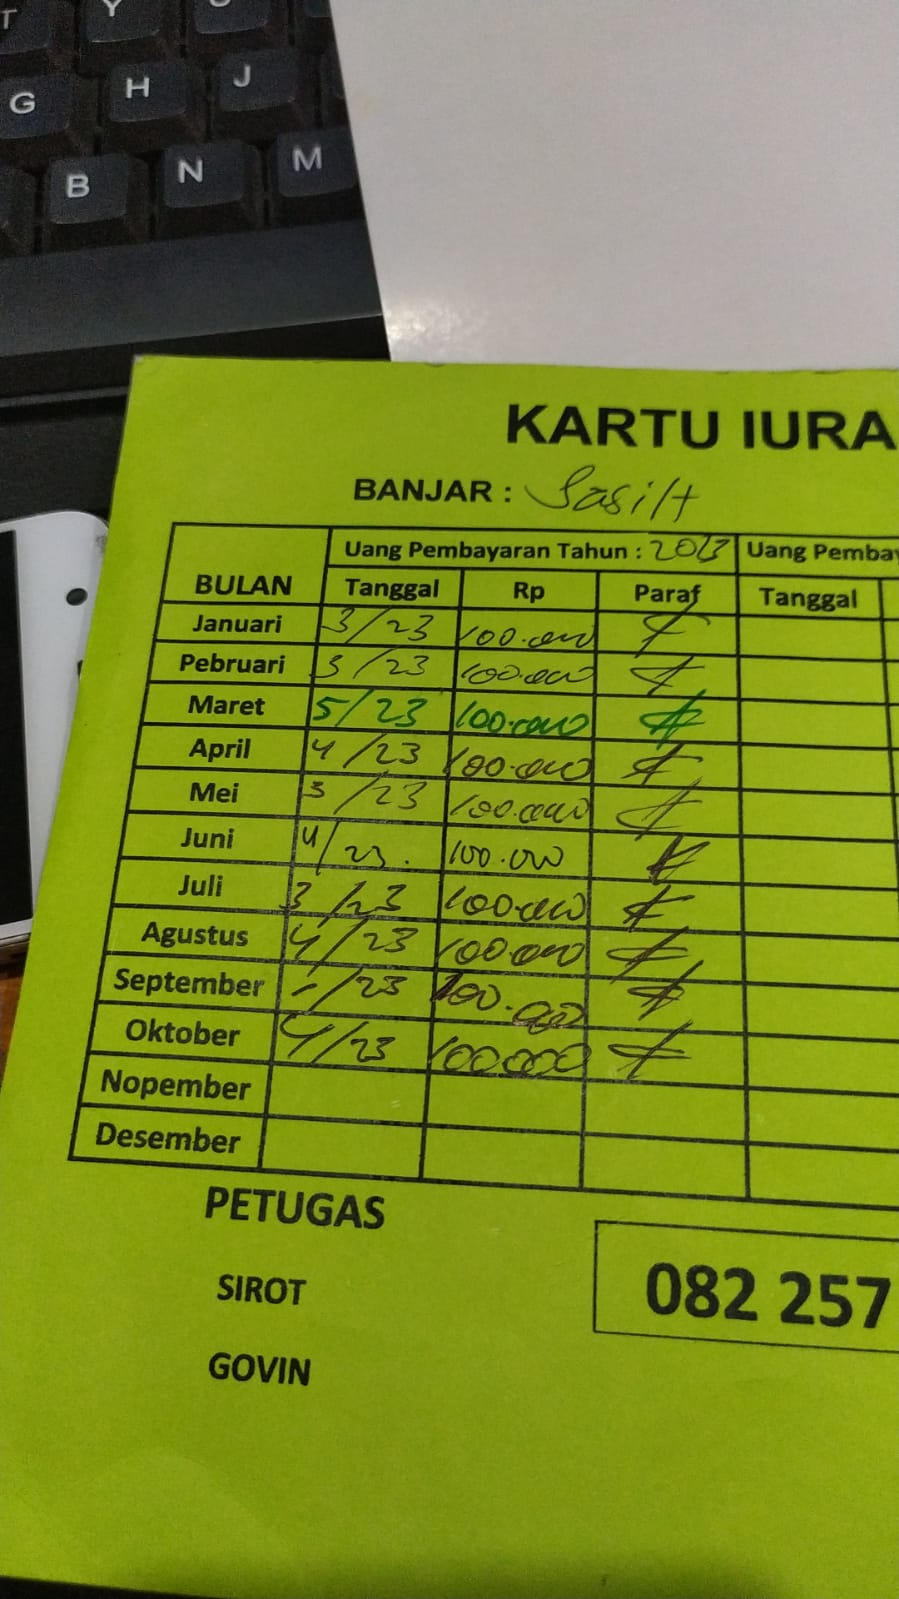 T Y
G H J
B N M
KARTU IURA
BANJAR :
Uang Pembayaran Tahun : 2023 Uang Pemba
BULAN Tanggal Rp Paraf Tanggal
Januari 3/23 100.000
Pebruari 3/23 100.000
Maret 5/23 100.000
April 4/23 100.000
Mei 3/23 100.000
Juni 4/23. 100.000
Juli 3/23 100.000
Agustus 4/23 100.000
September /23 100.000
Oktober 4/23 100000
Nopember
Desember
PETUGAS
SIROT
082 257
GOVIN